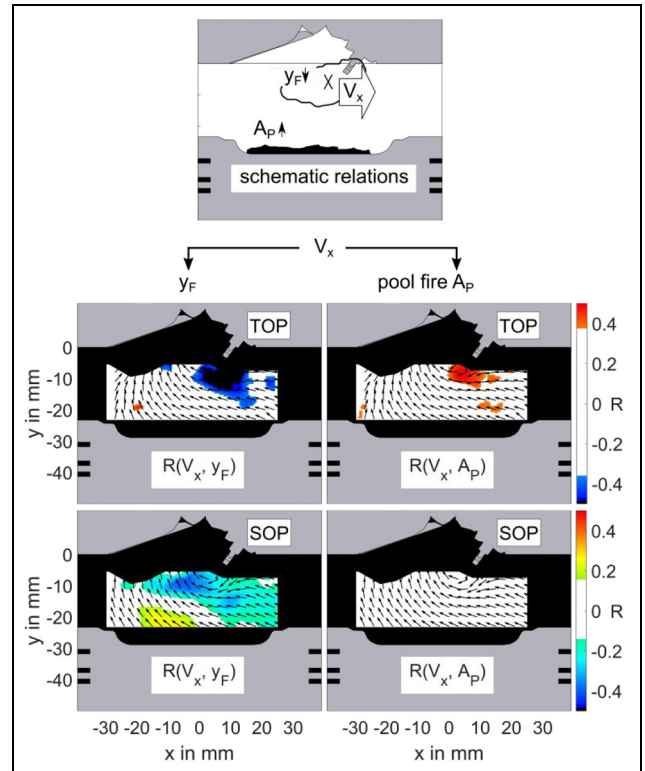 y_F
X
V_x
A_P
schematic relations
V_x
y_F
pool fire A_P
TOP
TOP
0
-10
-20
-30
-40
y in mm
R(V_x, y_F)
R(V_x, A_P)
0.4
0.2
0 R
-0.2
-0.4
SOP
SOP
0
-10
-20
-30
-40
y in mm
R(V_x, y_F)
R(V_x, A_P)
0.4
0.2
0 R
-0.2
-0.4
-30 -20 -10 0 10 20 30
-30 -20 -10 0 10 20 30
x in mm
x in mm